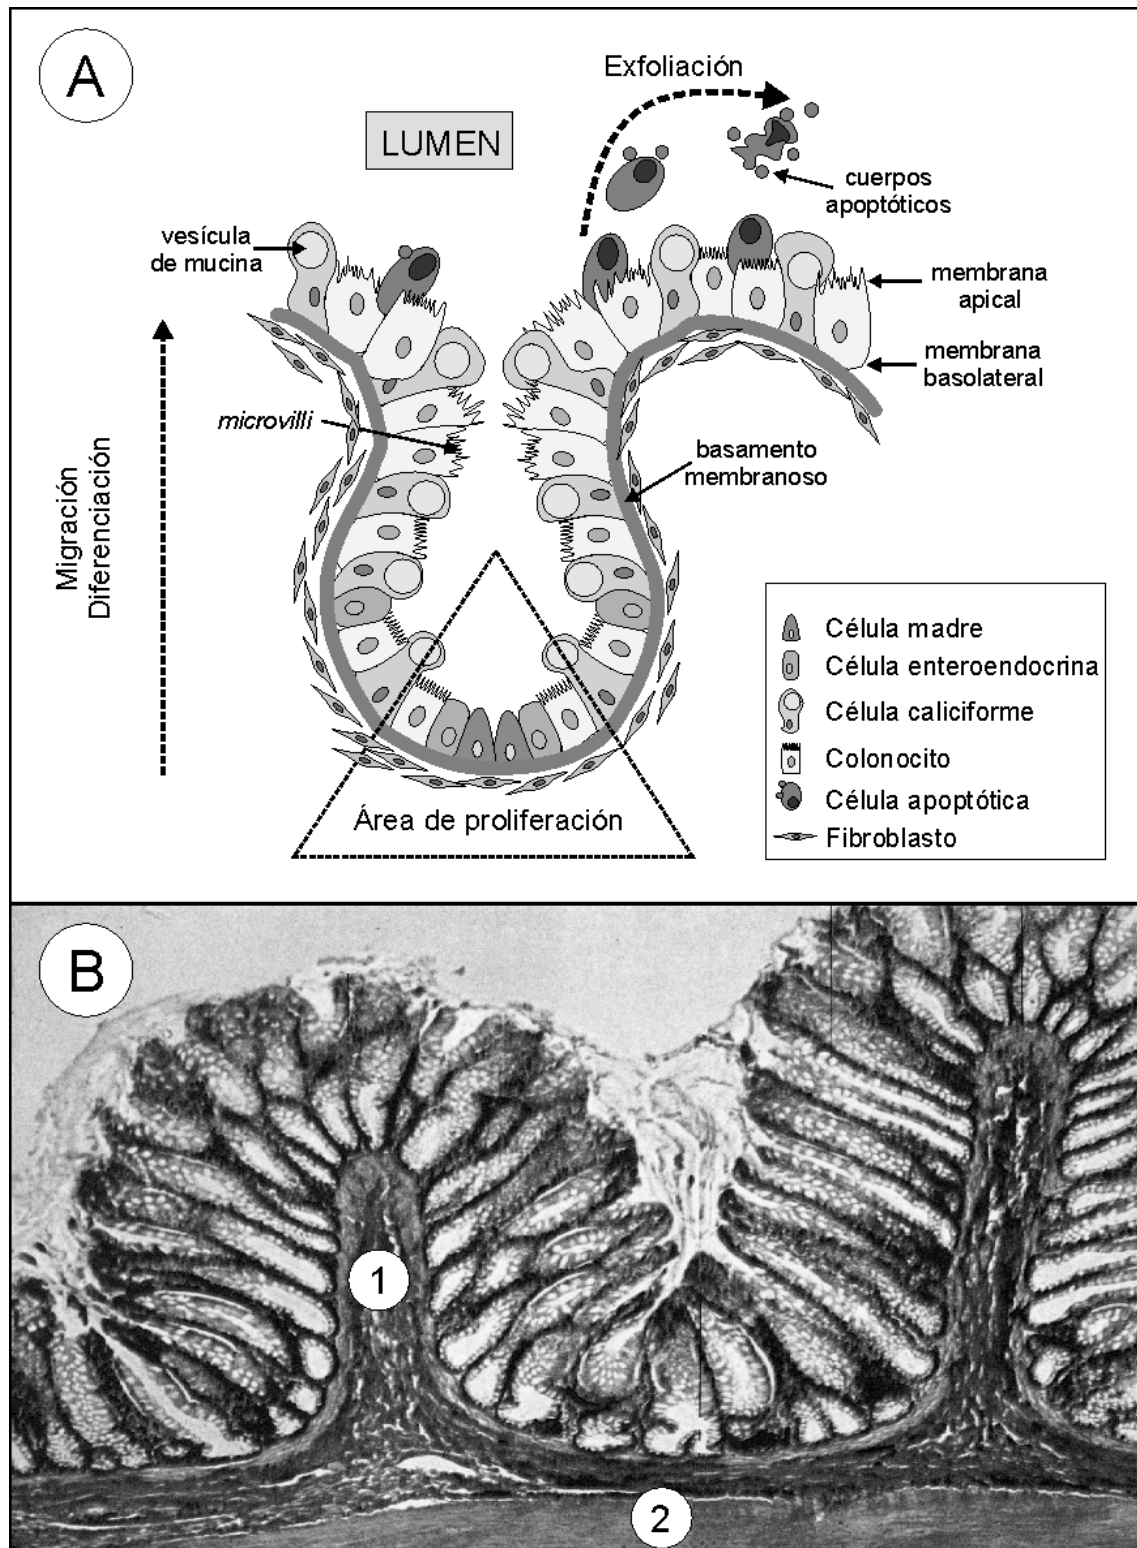 A
Exfoliación
LUMEN
cuerpos
apoptóticos
vesícula
de mucina
membrana
apical
membrana
basolateral
microvilli
basamento
membranoso
Migración
Diferenciación
Célula madre
Célula enteroendocrina
Célula caliciforme
Colonocito
Célula apoptótica
Fibroblasto
Área de proliferación
B
1
2